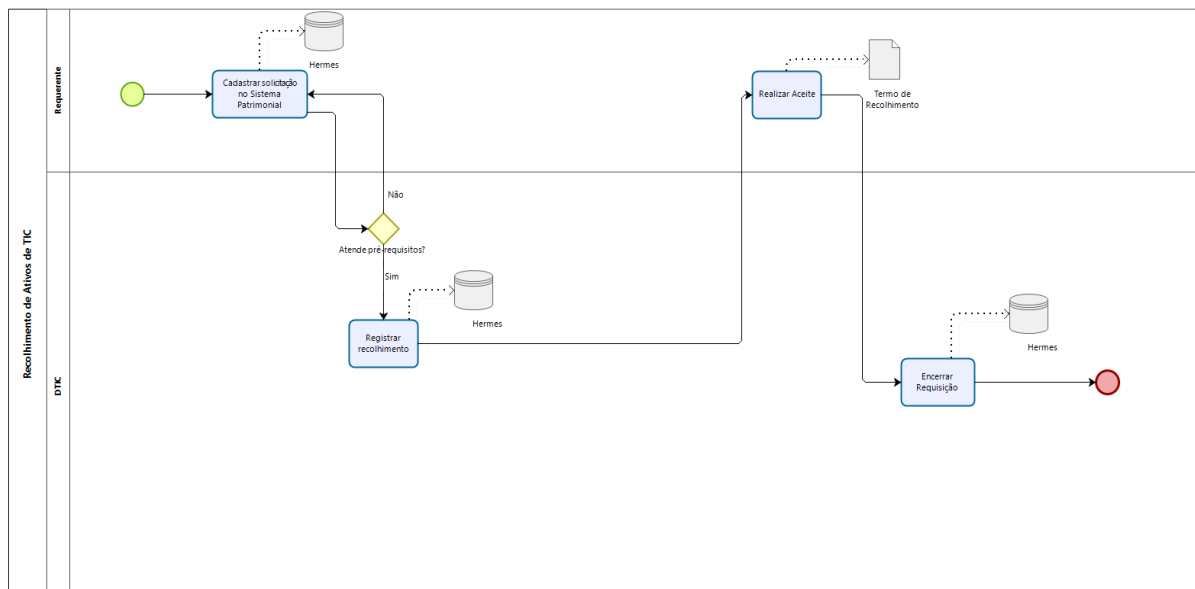 Recolhimento de Ativos de TIC
Requerente
Hermes
Cadastrar solicitação
no Sistema
Patrimonial
Realizar Aceite
Termo de
Recolhimento
DTIC
Não
Atende pré-requisitos?
Sim
Hermes
Registrar
recolhimento
Hermes
Encerrar
Requisição